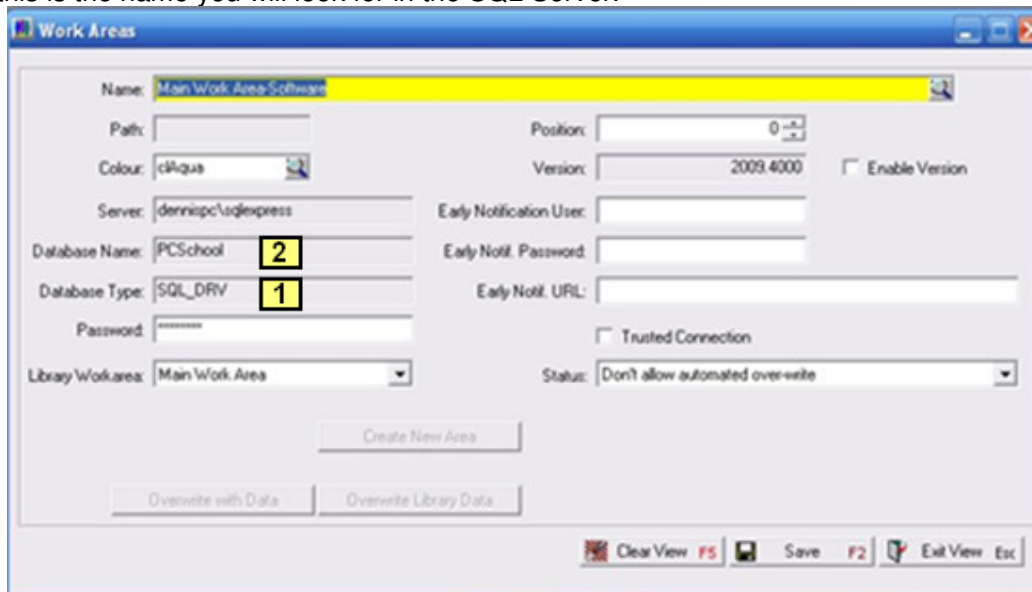 this is the name you will look for in the SQL Server.
Work Areas
Name: Main Work Area-Software
Path: Position: 0
Colour: clAqua Version: 2009.4000 Enable Version
Server: dennispc\sqlexpress Early Notification User:
Database Name: PCSchool 2 Early Notif. Password:
Database Type: SQL_DRV 1 Early Notif. URL:
Password: ******** Trusted Connection
Library Workarea: Main Work Area Status: Don't allow automated over-write
Create New Area
Overwrite with Data Overwrite Library Data
Clear View F5 Save F2 Exit View Esc